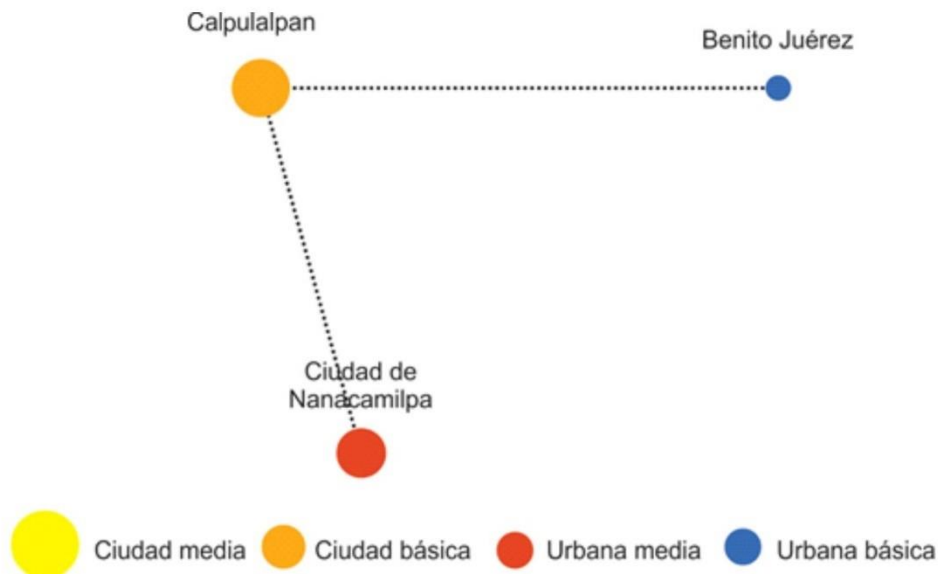 Calpulalpan
Benito Juérez
Ciudad de
Nanacamilpa
Ciudad media
Ciudad básica
Urbana media
Urbana básica